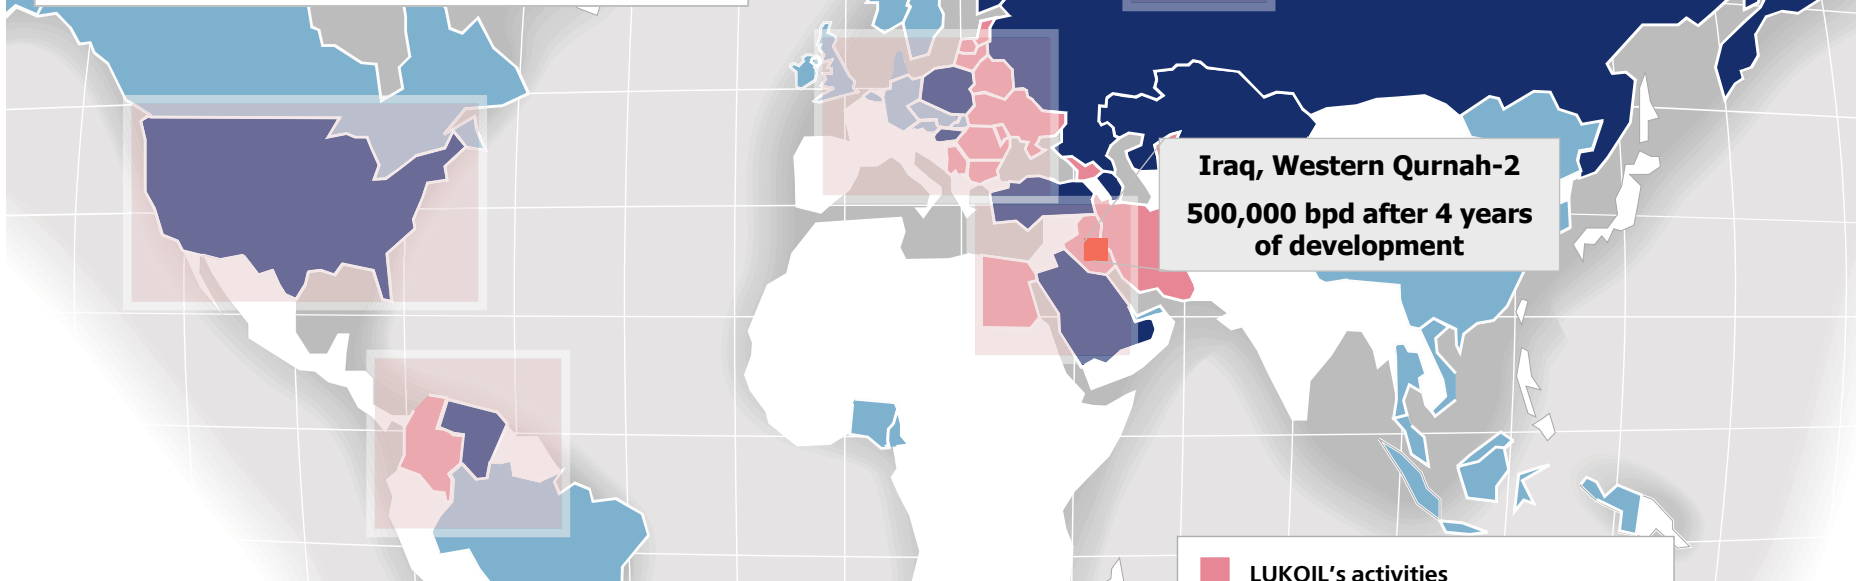 Iraq, Western Qurnah-2
500,000 bpd after 4 years
of development
LUKOIL's activities